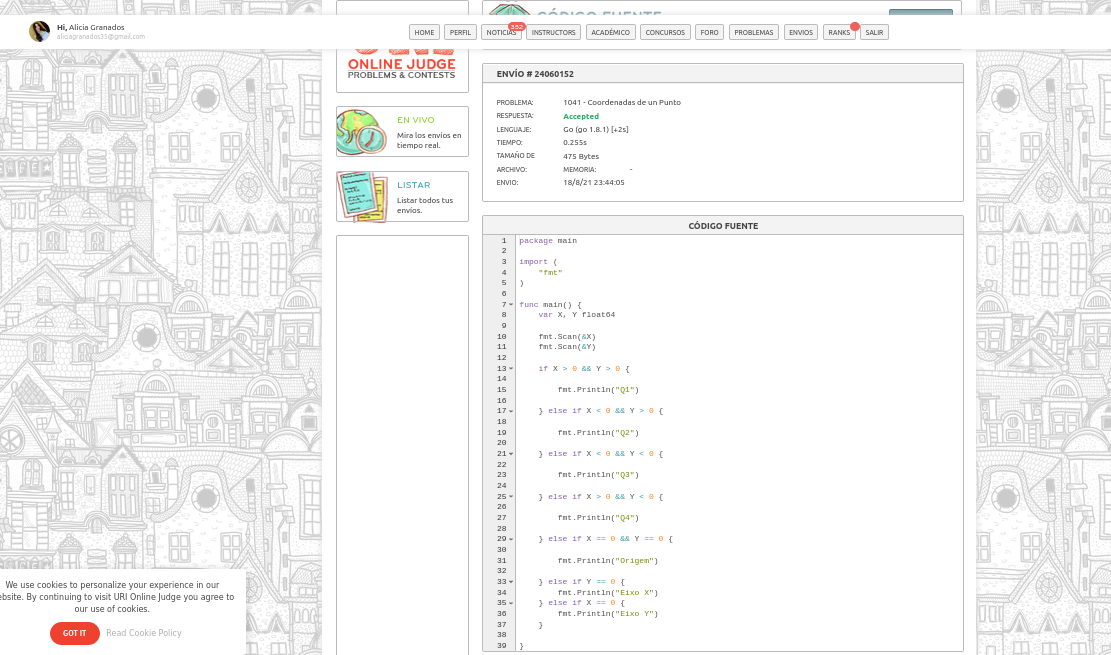 CÓDIGO FUENTE
Hi, Alicia Granados
aliciagranados33@gmail.com
HOME
PERFIL
NOTICIAS
352
INSTRUCTORS
ACADÉMICO
CONCURSOS
FORO
PROBLEMAS
ENVIOS
RANKS
SALIR
ONLINE JUDGE
PROBLEMS & CONTESTS
EN VIVO
Mira los envios en
tiempo real.
LISTAR
Listar todos tus
envios.
ENVÍO # 24060152
PROBLEMA: 1041 - Coordenadas de un Punto
RESPUESTA: Accepted
LENGUAJE: Go (go 1.8.1) [+2s]
TIEMPO: 0.255s
TAMAÑO DE 475 Bytes
ARCHIVO: MEMORIA: -
ENVIO: 18/8/21 23:44:05
CÓDIGO FUENTE
1 package main
2
3 import (
4 "fmt"
5 )
6
7 func main() {
8 var X, Y float64
9
10 fmt.Scan(&X)
11 fmt.Scan(&Y)
12
13 if X > 0 && Y > 0 {
14
15 fmt.Println("Q1")
16
17 } else if X < 0 && Y > 0 {
18
19 fmt.Println("Q2")
20
21 } else if X < 0 && Y < 0 {
22
23 fmt.Println("Q3")
24
25 } else if X > 0 && Y < 0 {
26
27 fmt.Println("Q4")
28
29 } else if X == 0 && Y == 0 {
30
31 fmt.Println("Origem")
32
33 } else if Y == 0 {
34 fmt.Println("Eixo X")
35 } else if X == 0 {
36 fmt.Println("Eixo Y")
37 }
38
39 }
We use cookies to personalize your experience in our
ebsite. By continuing to visit URI Online Judge you agree to
our use of cookies.
GOT IT
Read Cookie Policy